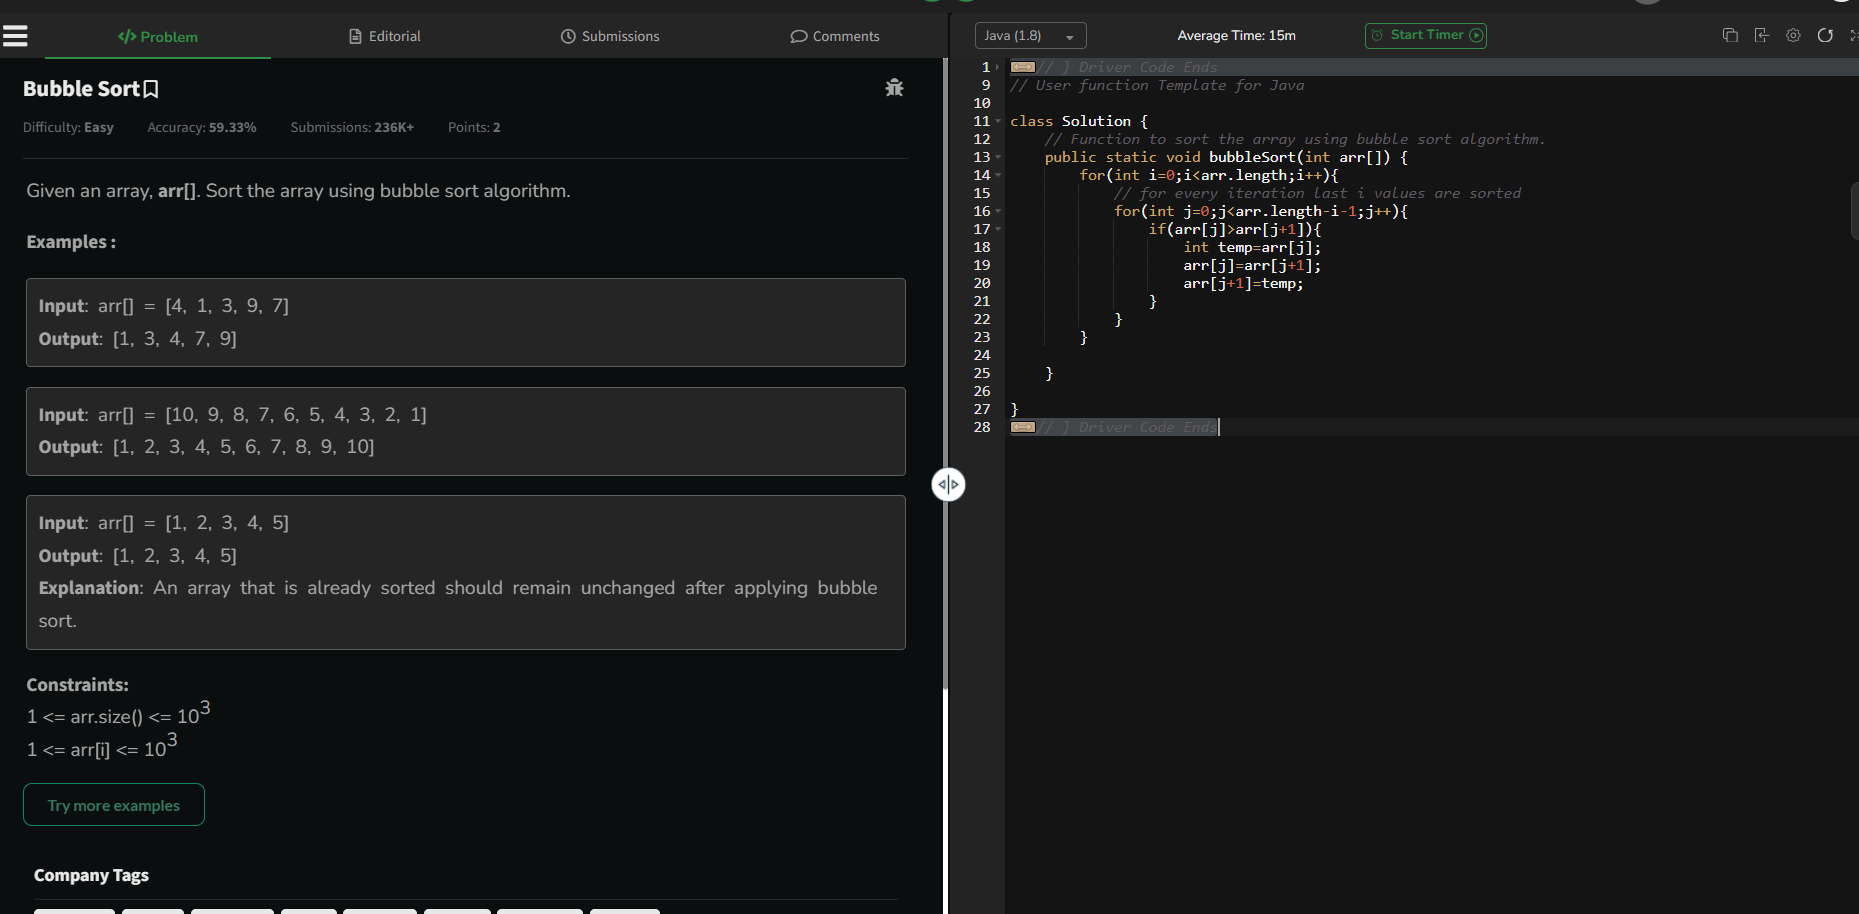 </> Problem
Editorial
Submissions
Comments
Bubble Sort
Difficulty: Easy Accuracy: 59.33% Submissions: 236K+ Points: 2
Given an array, arr[]. Sort the array using bubble sort algorithm.
Examples :
Input: arr[] = [4, 1, 3, 9, 7]
Output: [1, 3, 4, 7, 9]
Input: arr[] = [10, 9, 8, 7, 6, 5, 4, 3, 2, 1]
Output: [1, 2, 3, 4, 5, 6, 7, 8, 9, 10]
Input: arr[] = [1, 2, 3, 4, 5]
Output: [1, 2, 3, 4, 5]
Explanation: An array that is already sorted should remain unchanged after applying bubble
sort.
Constraints:
1 <= arr.size() <= 10³
1 <= arr[i] <= 10³
Try more examples
Company Tags
Java (1.8)
Average Time: 15m
Start Timer
1 // } Driver Code Ends
9 // User function Template for Java
10
11 class Solution {
12     // Function to sort the array using bubble sort algorithm.
13     public static void bubbleSort(int arr[]) {
14         for(int i=0;i<arr.length;i++){
15             // for every iteration last i values are sorted
16             for(int j=0;j<arr.length-i-1;j++){
17                 if(arr[j]>arr[j+1]){
18                     int temp=arr[j];
19                     arr[j]=arr[j+1];
20                     arr[j+1]=temp;
21                 }
22             }
23         }
24
25     }
26
27 }
28 // } Driver Code Ends